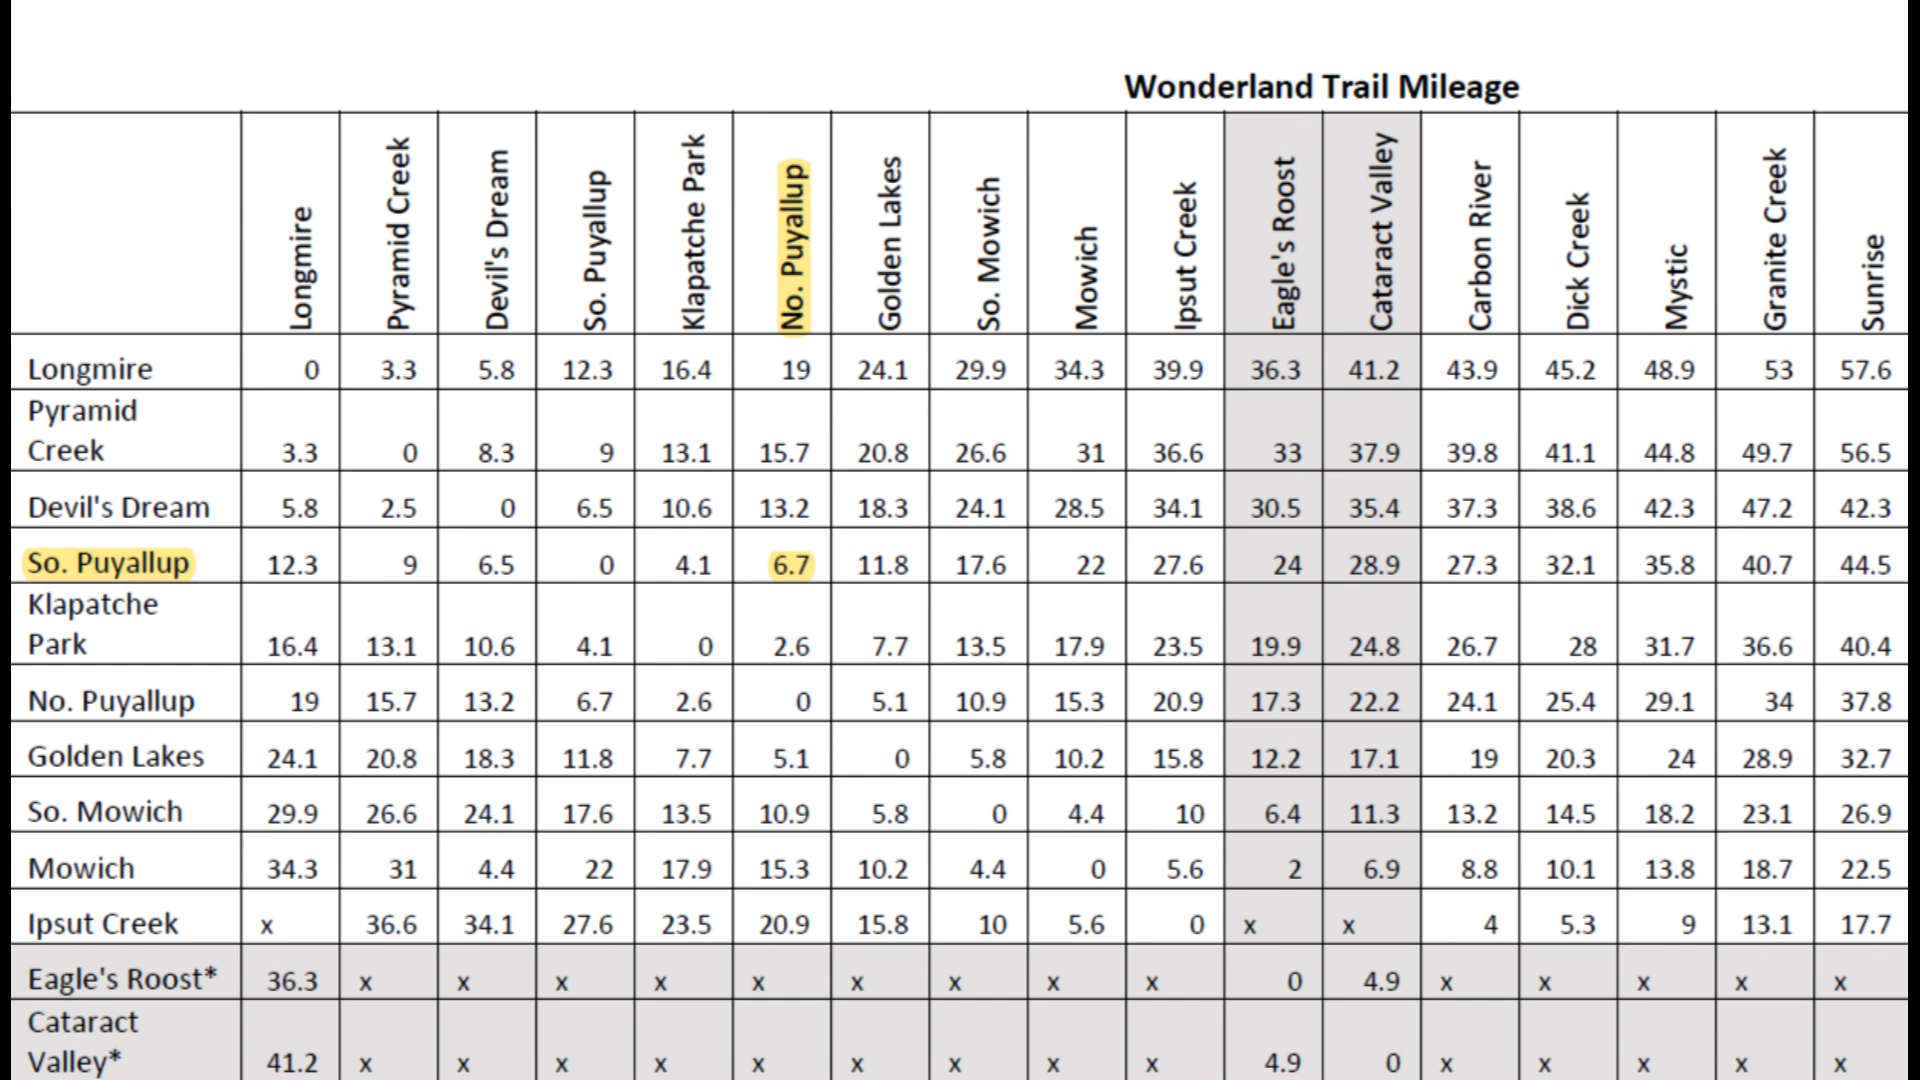 Wonderland Trail Mileage
Longmire Pyramid Creek Devil's Dream So. Puyallup Klapatche Park No. Puyallup Golden Lakes So. Mowich Mowich Ipsut Creek Eagle's Roost Cataract Valley Carbon River Dick Creek Mystic Granite Creek Sunrise
Longmire 0 3.3 5.8 12.3 16.4 19 24.1 29.9 34.3 39.9 36.3 41.2 43.9 45.2 48.9 53 57.6
Pyramid
Creek 3.3 0 8.3 9 13.1 15.7 20.8 26.6 31 36.6 33 37.9 39.8 41.1 44.8 49.7 56.5
Devil's Dream 5.8 2.5 0 6.5 10.6 13.2 18.3 24.1 28.5 34.1 30.5 35.4 37.3 38.6 42.3 47.2 42.3
So. Puyallup 12.3 9 6.5 0 4.1 6.7 11.8 17.6 22 27.6 24 28.9 27.3 32.1 35.8 40.7 44.5
Klapatche
Park 16.4 13.1 10.6 4.1 0 2.6 7.7 13.5 17.9 23.5 19.9 24.8 26.7 28 31.7 36.6 40.4
No. Puyallup 19 15.7 13.2 6.7 2.6 0 5.1 10.9 15.3 20.9 17.3 22.2 24.1 25.4 29.1 34 37.8
Golden Lakes 24.1 20.8 18.3 11.8 7.7 5.1 0 5.8 10.2 15.8 12.2 17.1 19 20.3 24 28.9 32.7
So. Mowich 29.9 26.6 24.1 17.6 13.5 10.9 5.8 0 4.4 10 6.4 11.3 13.2 14.5 18.2 23.1 26.9
Mowich 34.3 31 4.4 22 17.9 15.3 10.2 4.4 0 5.6 2 6.9 8.8 10.1 13.8 18.7 22.5
Ipsut Creek x 36.6 34.1 27.6 23.5 20.9 15.8 10 5.6 0 x x 4 5.3 9 13.1 17.7
Eagle's Roost* 36.3 x x x x x x x x x 0 4.9 x x x x x
Cataract
Valley* 41.2 x x x x x x x x x 4.9 0 x x x x x